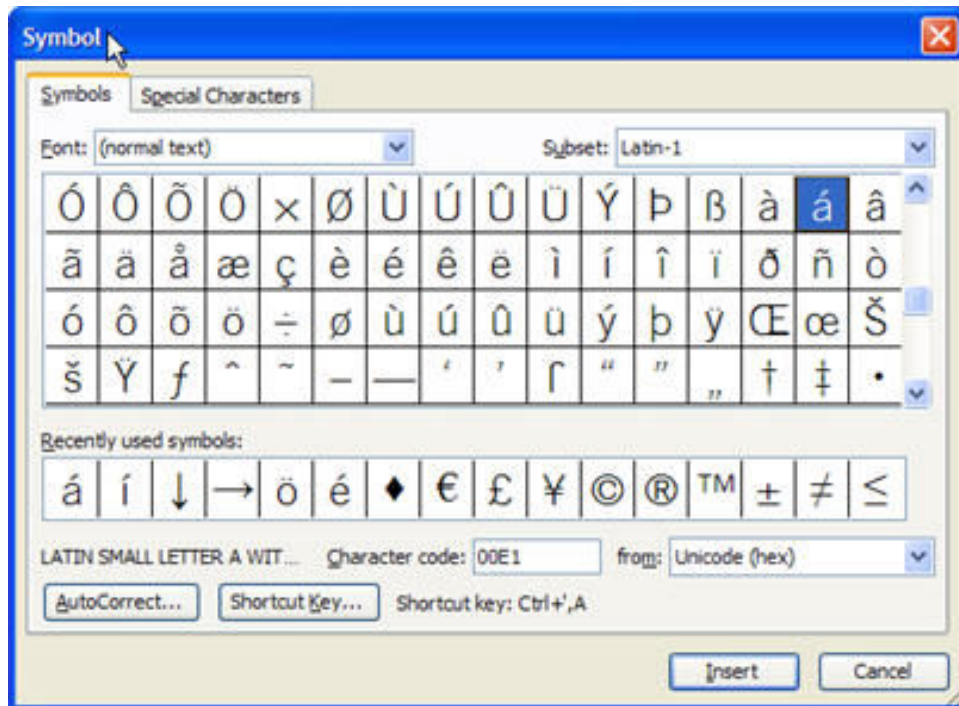 Symbol
Symbols Special Characters
Font: (normal text) Subset: Latin-1
Ó Ô Õ Ö × Ø Ù Ú Û Ü Ý Þ ß à á â
ã ä å æ ç è é ê ë ì í î ï ð ñ ò
ó ô õ ö ÷ ø ù ú û ü ý þ ÿ Œ œ Š
š Ÿ ƒ ˆ ˜ – — ‘ ’ “ ” „ † ‡ •
Recently used symbols:
á í ↓ → ö é ♦ € £ ¥ © ® ™ ± ≠ ≤
LATIN SMALL LETTER A WIT... Character code: 00E1 from: Unicode (hex)
AutoCorrect... Shortcut Key... Shortcut key: Ctrl+',A
Insert Cancel